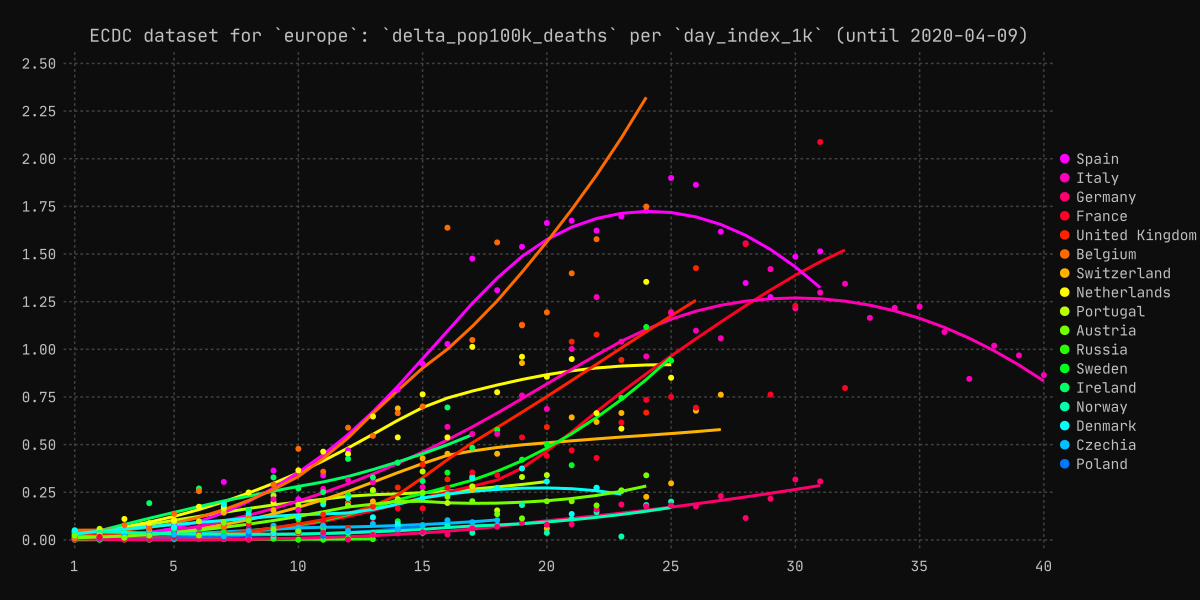 ECDC dataset for `europe`: `delta_pop100k_deaths` per `day_index_1k` (until 2020-04-09)
2.50
2.25
2.00
1.75
1.50
1.25
1.00
0.75
0.50
0.25
0.00
1 5 10 15 20 25 30 35 40
Spain
Italy
Germany
France
United Kingdom
Belgium
Switzerland
Netherlands
Portugal
Austria
Russia
Sweden
Ireland
Norway
Denmark
Czechia
Poland